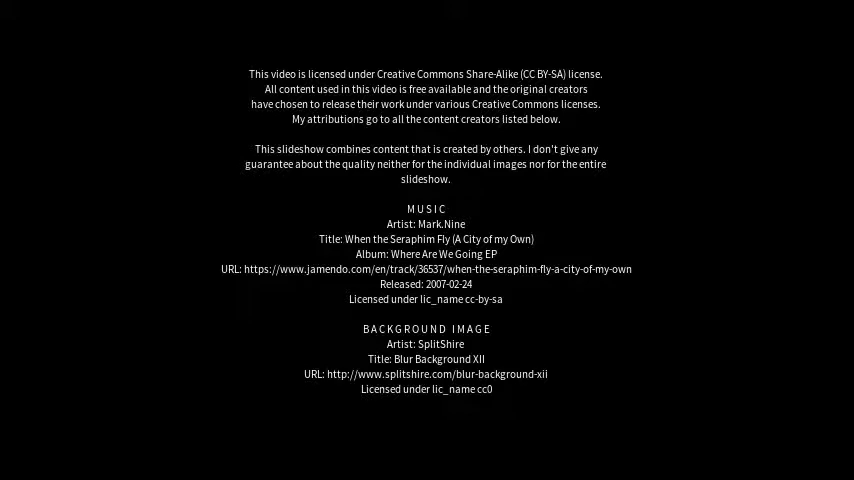 This video is licensed under Creative Commons Share-Alike (CC BY-SA) license.
All content used in this video is free available and the original creators
have chosen to release their work under various Creative Commons licenses.
My attributions go to all the content creators listed below.
This slideshow combines content that is created by others. I don't give any
guarantee about the quality neither for the individual images nor for the entire
slideshow.
MUSIC
Artist: Mark.Nine
Title: When the Seraphim Fly (A City of my Own)
Album: Where Are We Going EP
URL: https://www.jamendo.com/en/track/36537/when-the-seraphim-fly-a-city-of-my-own
Released: 2007-02-24
Licensed under lic_name cc-by-sa
BACKGROUND IMAGE
Artist: SplitShire
Title: Blur Background XII
URL: http://www.splitshire.com/blur-background-xii
Licensed under lic_name cc0